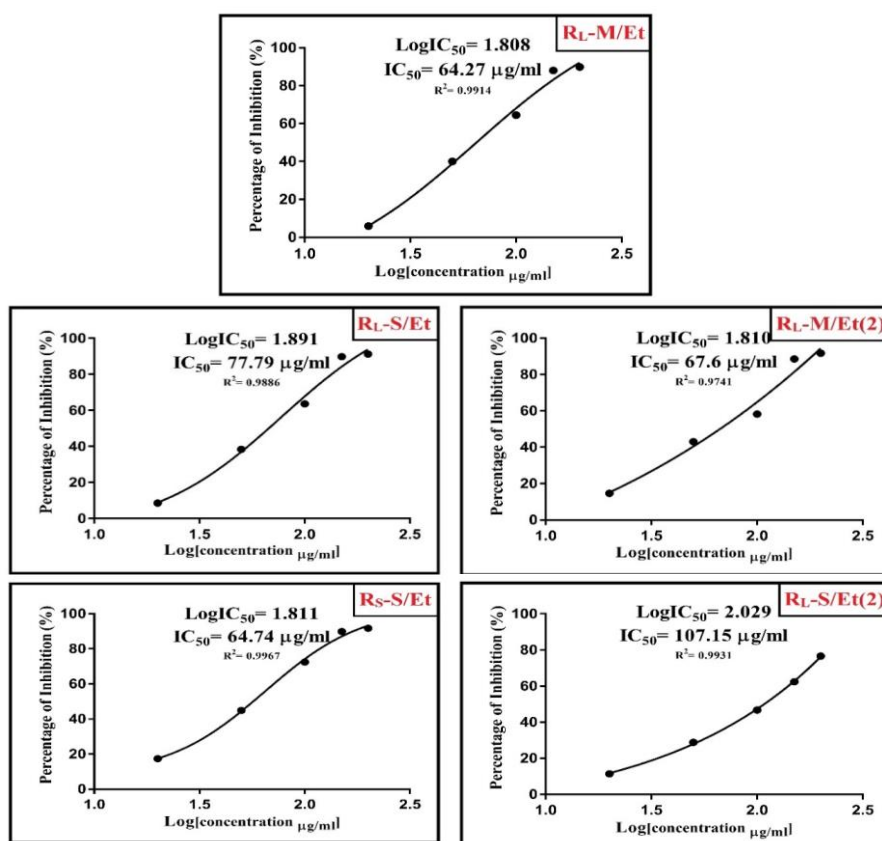 R_L-M/Et
LogIC50= 1.808
IC50= 64.27 µg/ml
R²= 0.9914
Percentage of Inhibition (%)
100
80
60
40
20
0
1.0 1.5 2.0 2.5
Log[concentration µg/ml]
R_L-S/Et
LogIC50= 1.891
IC50= 77.79 µg/ml
R²= 0.9886
Percentage of Inhibition (%)
100
80
60
40
20
0
1.0 1.5 2.0 2.5
Log[concentration µg/ml]
R_L-M/Et(2)
LogIC50= 1.810
IC50= 67.6 µg/ml
R²= 0.9741
Percentage of Inhibition (%)
100
80
60
40
20
0
1.0 1.5 2.0 2.5
Log[concentration µg/ml]
R_S-S/Et
LogIC50= 1.811
IC50= 64.74 µg/ml
R²= 0.9967
Percentage of Inhibition (%)
100
80
60
40
20
0
1.0 1.5 2.0 2.5
Log[concentration µg/ml]
R_L-S/Et(2)
LogIC50= 2.029
IC50= 107.15 µg/ml
R²= 0.9931
Percentage of Inhibition (%)
100
80
60
40
20
0
1.0 1.5 2.0 2.5
Log[concentration µg/ml]